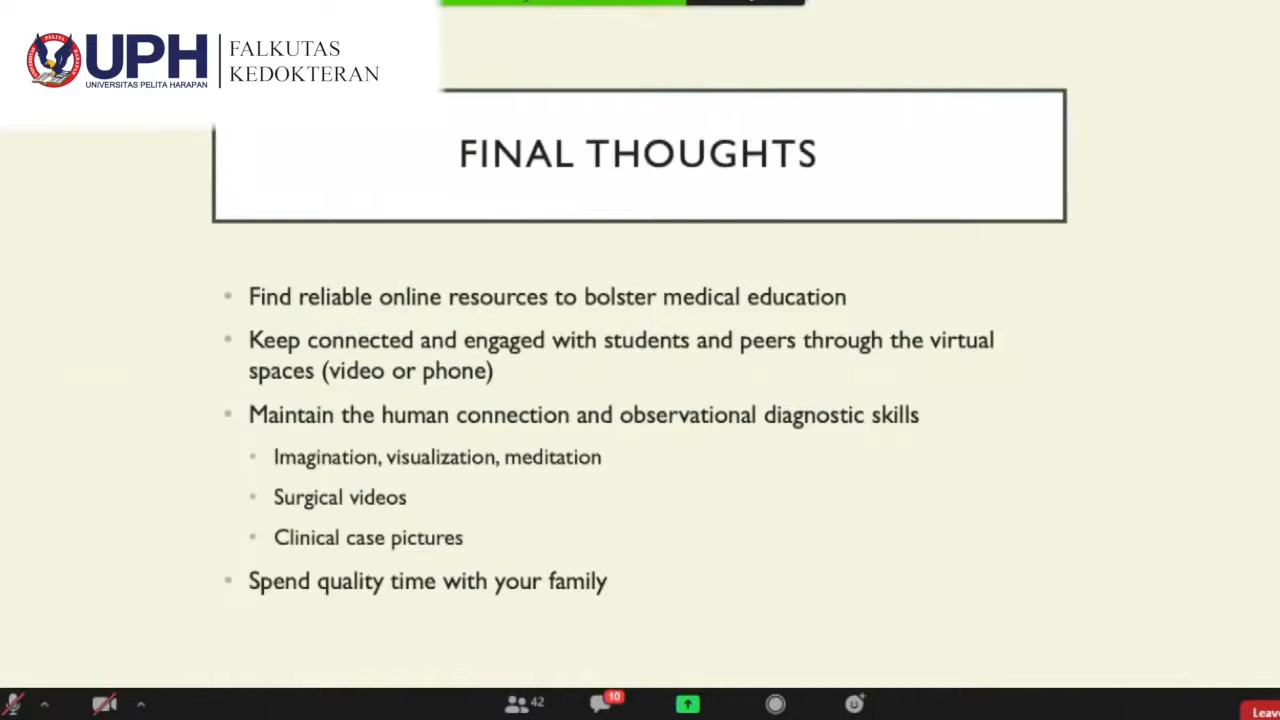 UPH
UNIVERSITAS PELITA HARAPAN
FALKUTAS
KEDOKTERAN
FINAL THOUGHTS
• Find reliable online resources to bolster medical education
• Keep connected and engaged with students and peers through the virtual
spaces (video or phone)
• Maintain the human connection and observational diagnostic skills
• Imagination, visualization, meditation
• Surgical videos
• Clinical case pictures
• Spend quality time with your family
42
10